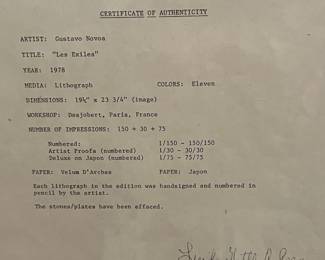 CERTIFICATE OF AUTHENTICITY
ARTIST: Gustavo Novoa
TITLE: "Les Exiles"
YEAR: 1978
MEDIA: Lithograph COLORS: Eleven
DIMENSIONS: 19¼" x 23 3/4" (image)
WORKSHOP: Desjobert, Paris, France
NUMBER OF IMPRESSIONS: 150 + 30 + 75
Numbered: 1/150 - 150/150
Artist Proofs (numbered) 1/30 - 30/30
Deluxe on Japon (numbered) 1/75 - 75/75
PAPER: Velum D'Arches PAPER: Japon
Each lithograph in the edition was handsigned and numbered in
pencil by the artist.
The stones/plates have been effaced.